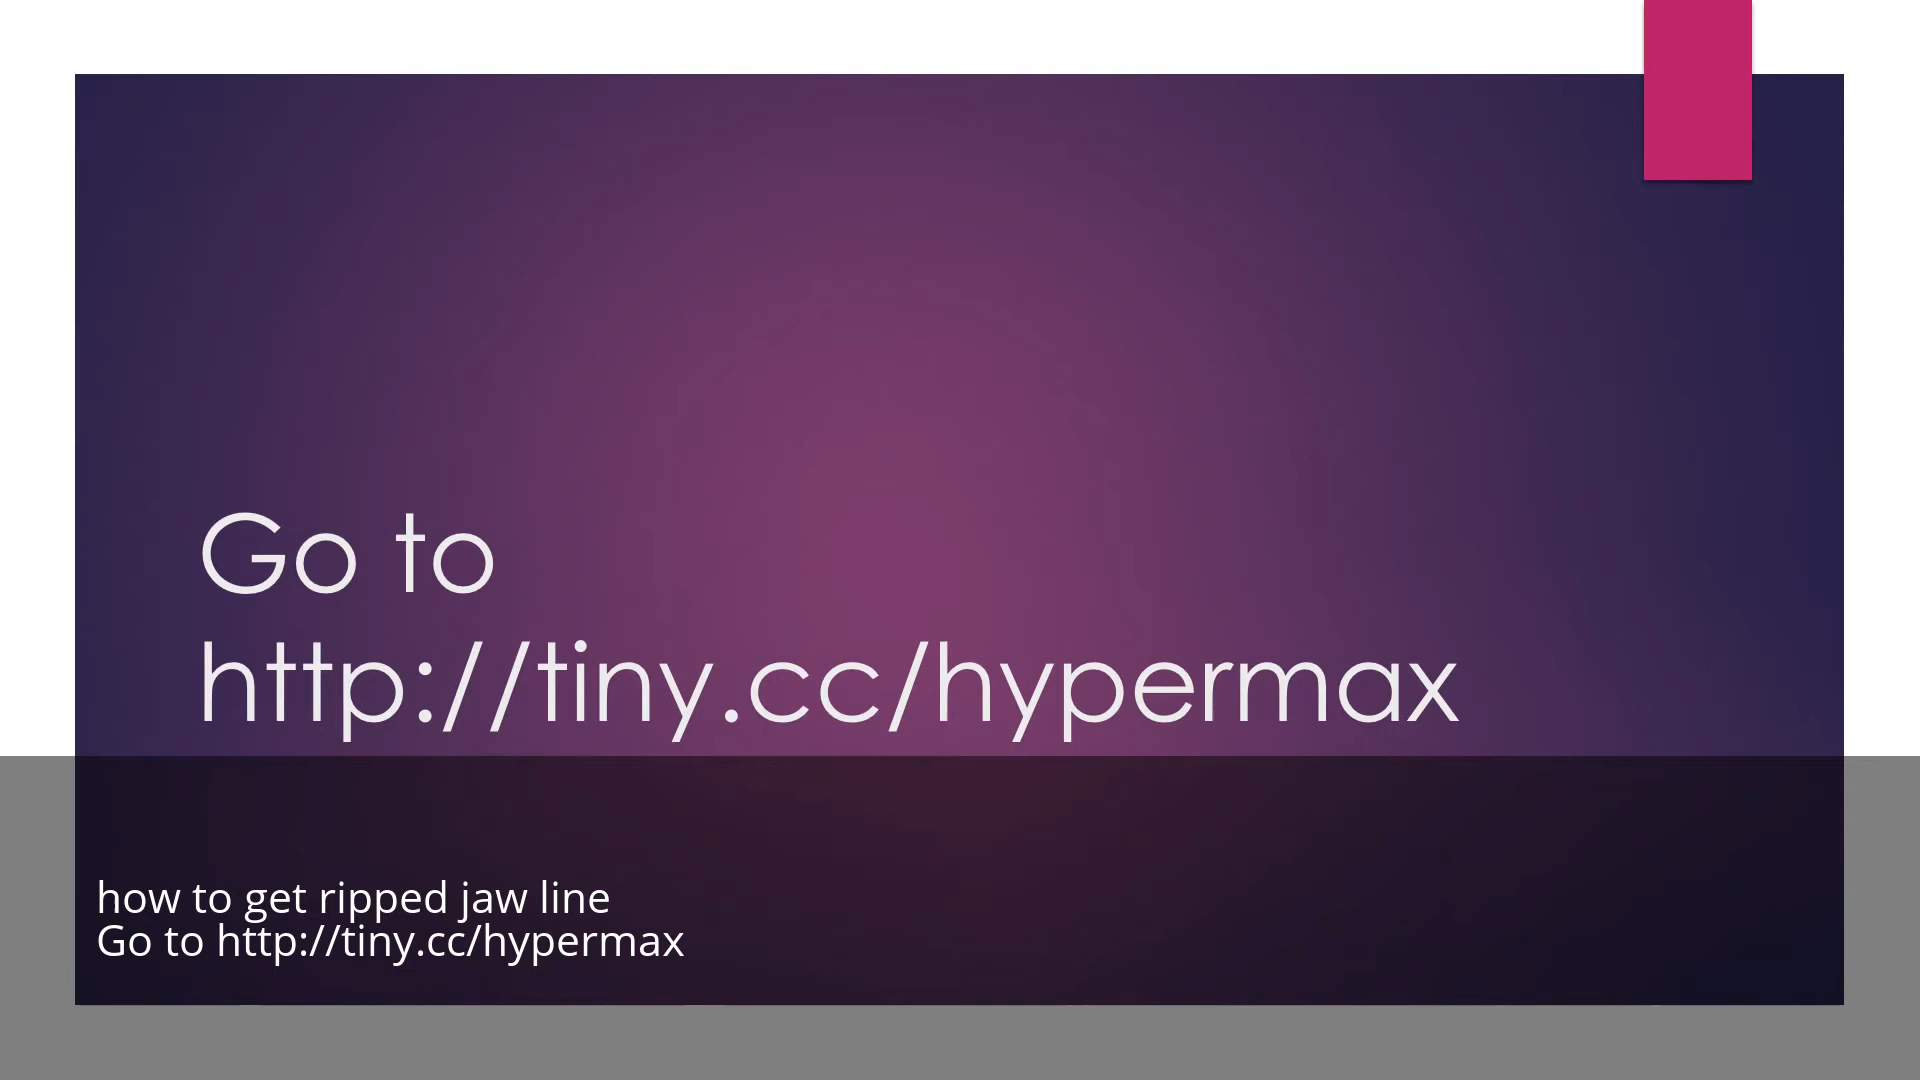 Go to
http://tiny.cc/hypermax
how to get ripped jaw line
Go to http://tiny.cc/hypermax